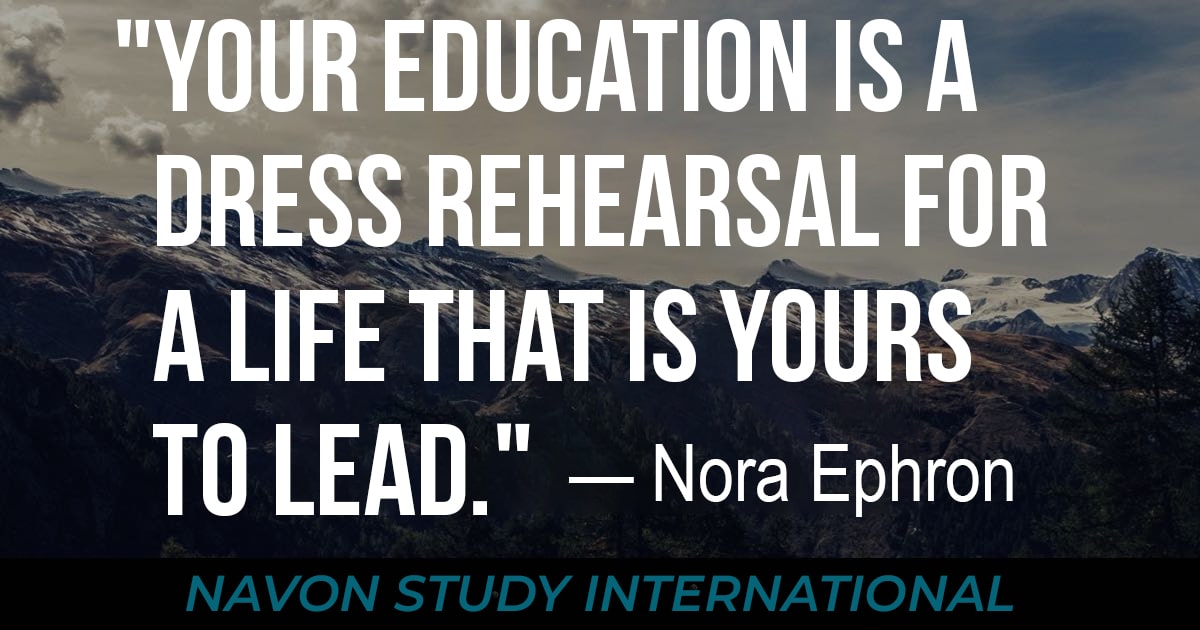 "YOUR EDUCATION IS A
DRESS REHEARSAL FOR
A LIFE THAT IS YOURS
TO LEAD." — Nora Ephron
NAVON STUDY INTERNATIONAL